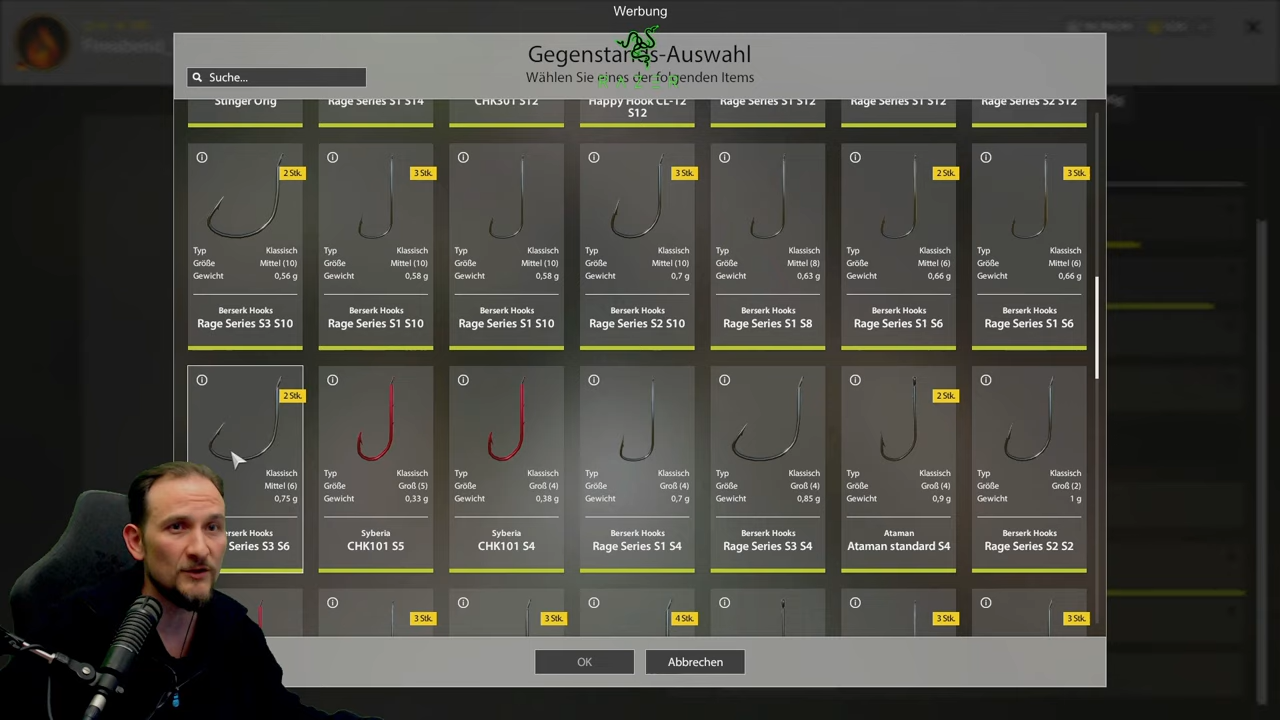 Werbung
Gegenstands-Auswahl
Wählen Sie eines der folgenden Items
Suche...
Stinger Orig
Rage Series S1 S14
CHK301 S12
Happy Hook CL-12
S12
Rage Series S1 S12
Rage Series S1 S12
Rage Series S2 S12
2 Stk.
Typ Klassisch
Größe Mittel (10)
Gewicht 0,56 g
Berserk Hooks
Rage Series S3 S10
3 Stk.
Typ Klassisch
Größe Mittel (10)
Gewicht 0,58 g
Berserk Hooks
Rage Series S1 S10
Typ Klassisch
Größe Mittel (10)
Gewicht 0,58 g
Berserk Hooks
Rage Series S1 S10
3 Stk.
Typ Klassisch
Größe Mittel (10)
Gewicht 0,7 g
Berserk Hooks
Rage Series S2 S10
Typ Klassisch
Größe Mittel (8)
Gewicht 0,63 g
Berserk Hooks
Rage Series S1 S8
2 Stk.
Typ Klassisch
Größe Mittel (6)
Gewicht 0,66 g
Berserk Hooks
Rage Series S1 S6
3 Stk.
Typ Klassisch
Größe Mittel (6)
Gewicht 0,66 g
Berserk Hooks
Rage Series S1 S6
2 Stk.
Klassisch
Mittel (6)
0,75 g
Hooks
Series S3 S6
Typ Klassisch
Größe Groß (5)
Gewicht 0,33 g
Syberia
CHK101 S5
Typ Klassisch
Größe Groß (4)
Gewicht 0,38 g
Syberia
CHK101 S4
Typ Klassisch
Größe Groß (4)
Gewicht 0,7 g
Berserk Hooks
Rage Series S1 S4
Typ Klassisch
Größe Groß (4)
Gewicht 0,85 g
Berserk Hooks
Rage Series S3 S4
2 Stk.
Typ Klassisch
Größe Groß (4)
Gewicht 0,9 g
Ataman
Ataman standard S4
Typ Klassisch
Größe Groß (2)
Gewicht 1 g
Berserk Hooks
Rage Series S2 S2
3 Stk.
3 Stk.
4 Stk.
3 Stk.
3 Stk.
OK
Abbrechen